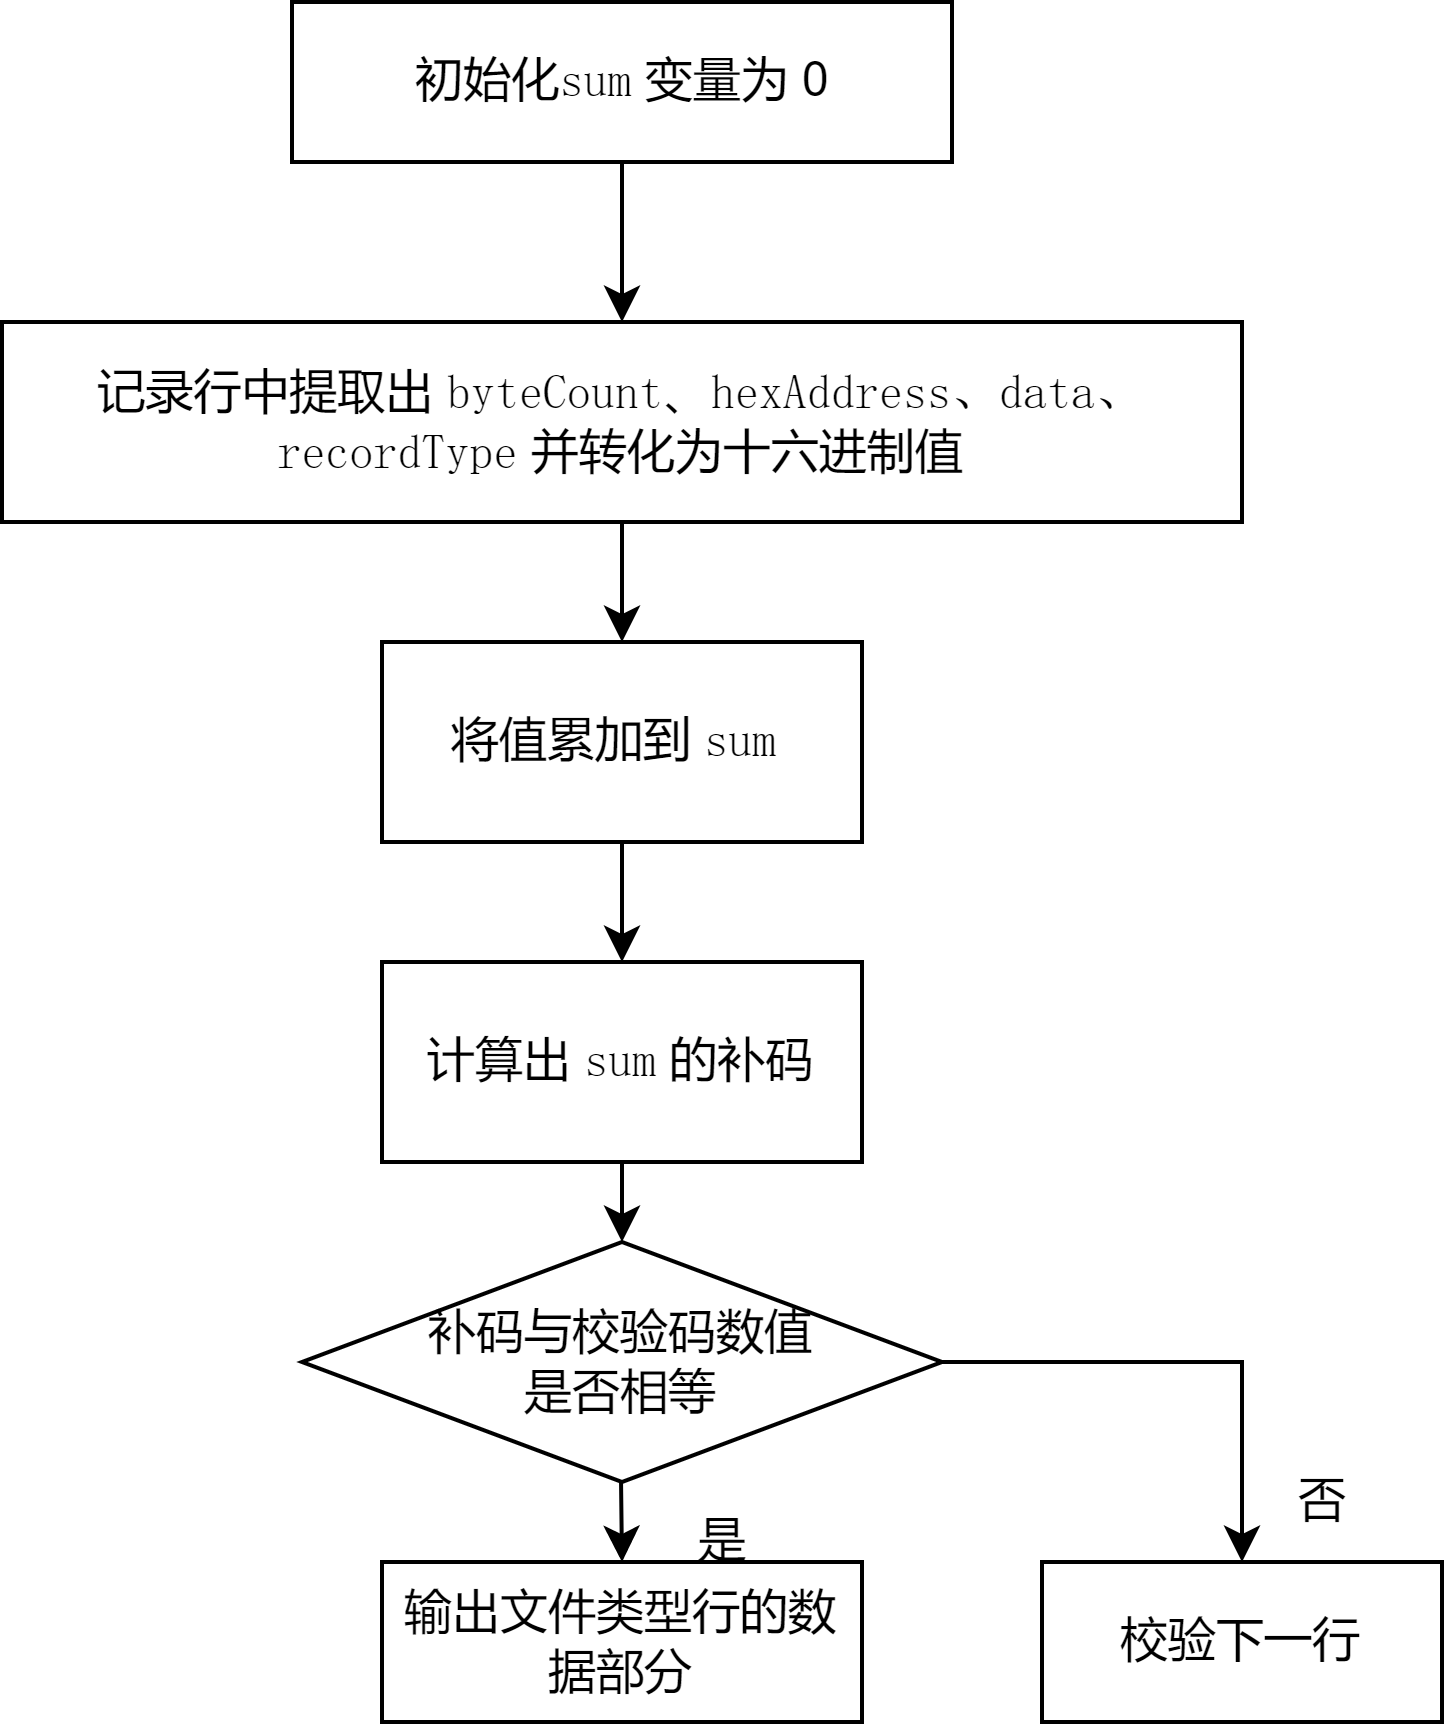 初始化sum 变量为 0
记录行中提取出 byteCount、hexAddress、data、
recordType 并转化为十六进制值
将值累加到 sum
计算出 sum 的补码
补码与校验码数值
是否相等
否
是
输出文件类型行的数
据部分
校验下一行